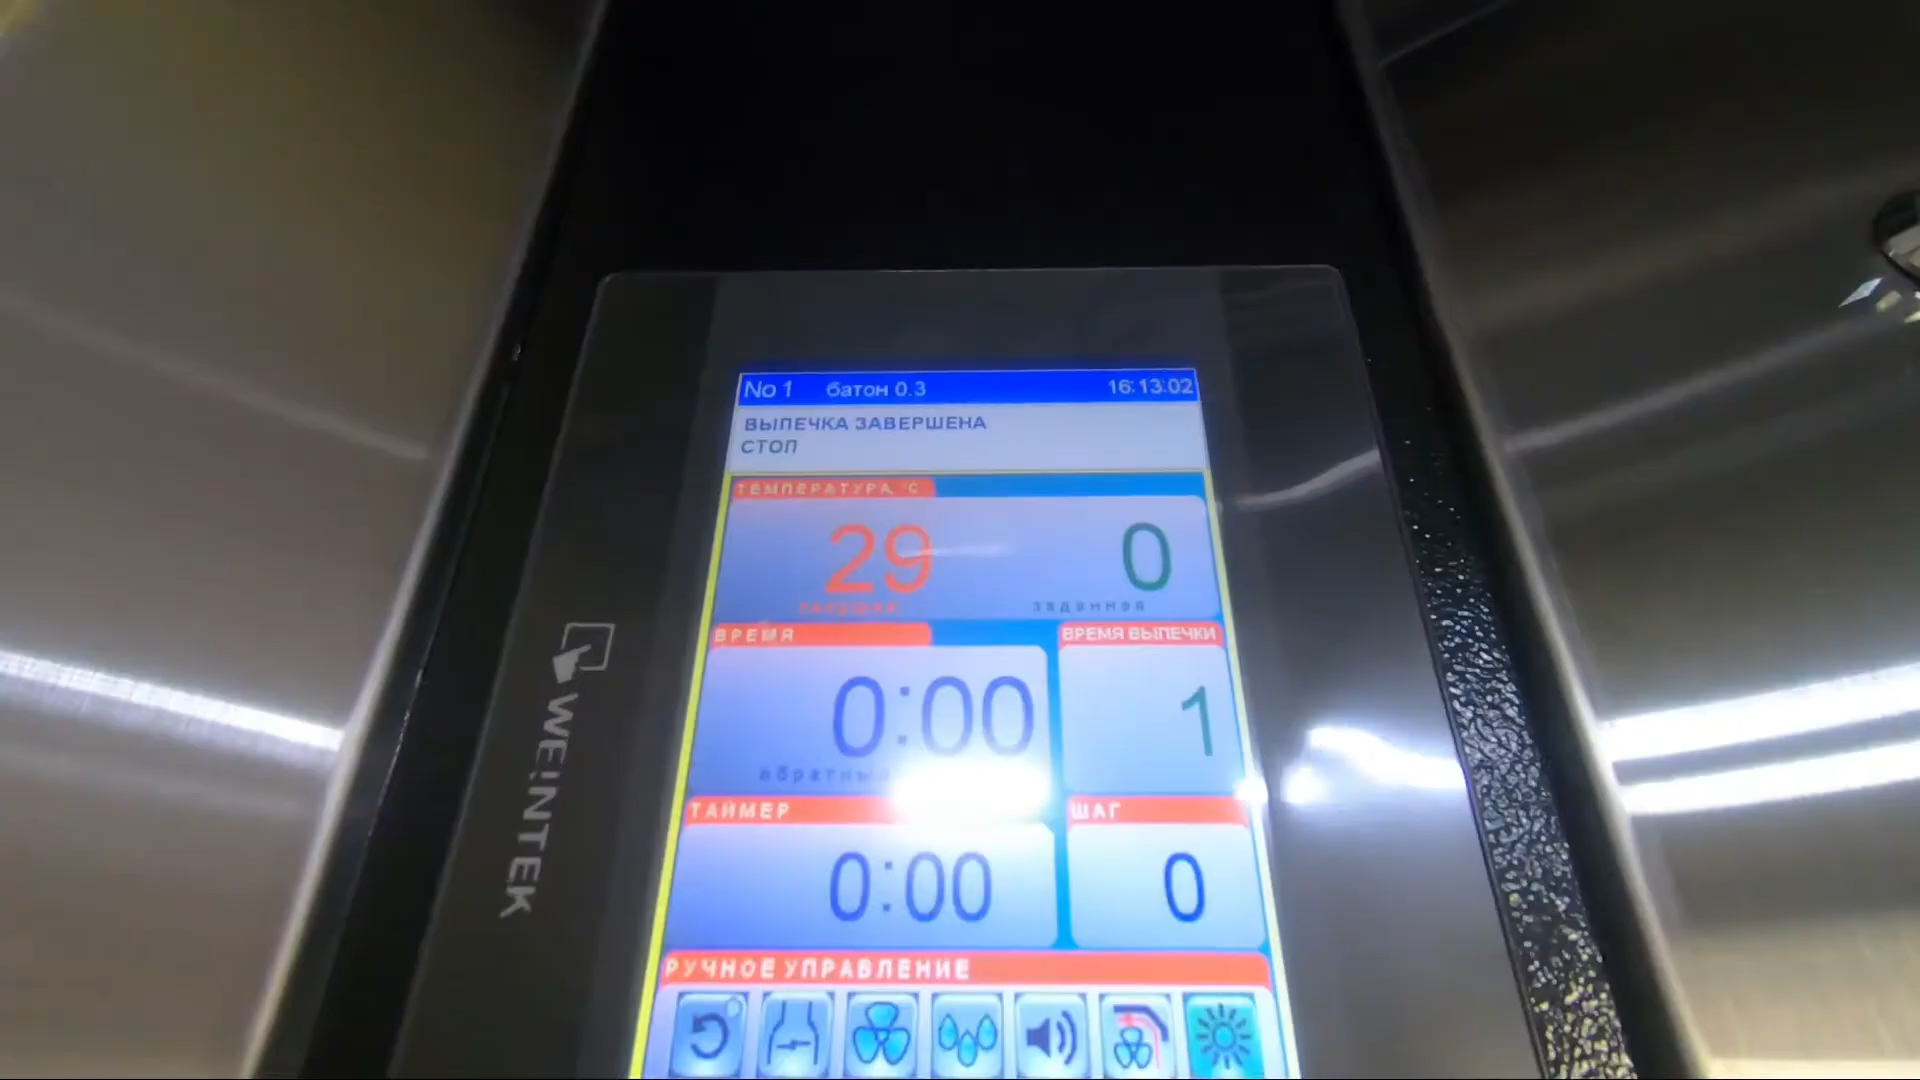 No 1 батон 0.3 16:13:02
ВЫПЕЧКА ЗАВЕРШЕНА
СТОП
ТЕМПЕРАТУРА, °C
29 0
текущая заданная
ВРЕМЯ ВРЕМЯ ВЫПЕЧКИ
0:00 1
ТАЙМЕР ШАГ
0:00 0
РУЧНОЕ УПРАВЛЕНИЕ
WEINTEK